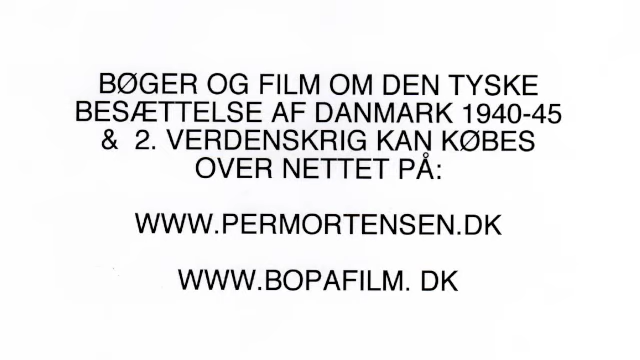 BØGER OG FILM OM DEN TYSKE
BESÆTTELSE AF DANMARK 1940-45
& 2. VERDENSKRIG KAN KØBES
OVER NETTET PÅ:
WWW.PERMORTENSEN.DK
WWW.BOPAFILM. DK